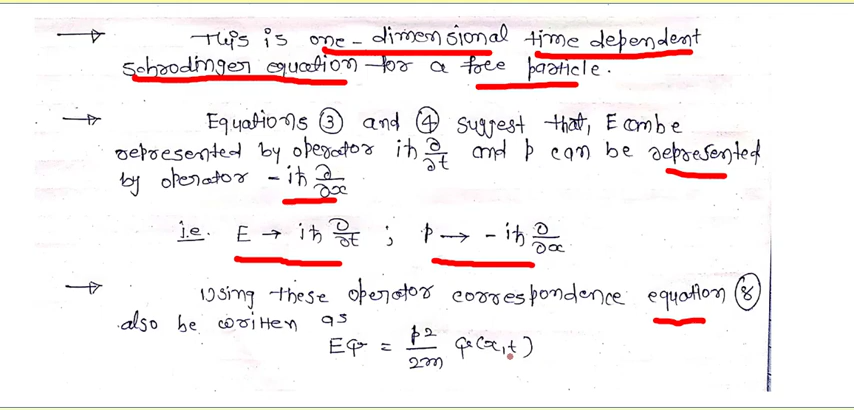 → This is one-dimensional time dependent
Schrodinger equation for a free particle.
→ Equations ③ and ④ suggest that, E can be
represented by operator iħ ∂/∂t and p can be represented
by operator - iħ ∂/∂x
i.e. E → iħ ∂/∂t ; p → - iħ ∂/∂x
→ Using these operator correspondence equation ⑧
also be written as
Eψ = p²/2m ψ(x,t)